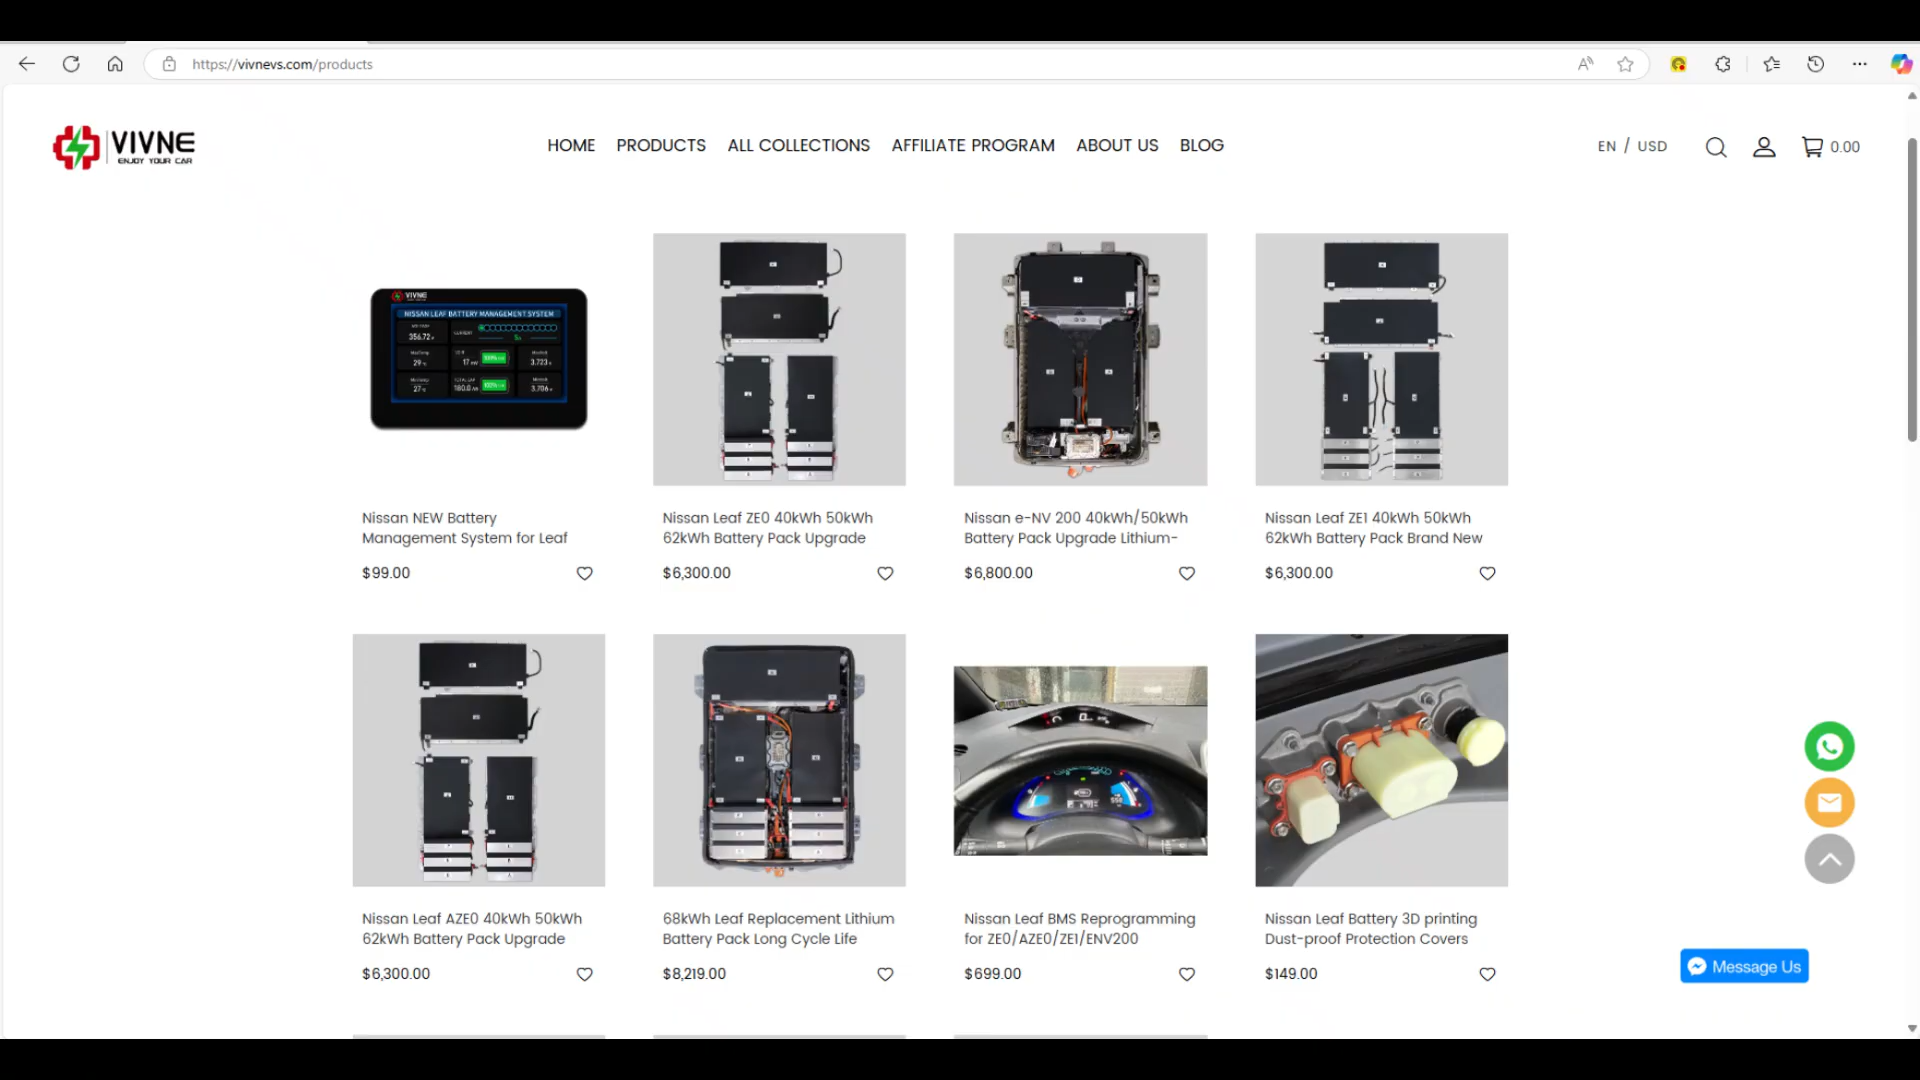 https://vivnevs.com/products
VIVNE
ENJOY YOUR CAR
HOME
PRODUCTS
ALL COLLECTIONS
AFFILIATE PROGRAM
ABOUT US
BLOG
EN / USD
0.00
VIVNE
NISSAN LEAF BATTERY MANAGEMENT SYSTEM
Nissan NEW Battery
Management System for Leaf
$99.00
Nissan Leaf ZE0 40kWh 50kWh
62kWh Battery Pack Upgrade
$6,300.00
Nissan e-NV 200 40kWh/50kWh
Battery Pack Upgrade Lithium-
$6,800.00
Nissan Leaf ZE1 40kWh 50kWh
62kWh Battery Pack Brand New
$6,300.00
Nissan Leaf AZE0 40kWh 50kWh
62kWh Battery Pack Upgrade
$6,300.00
68kWh Leaf Replacement Lithium
Battery Pack Long Cycle Life
$8,219.00
Nissan Leaf BMS Reprogramming
for ZE0/AZE0/ZE1/ENV200
$699.00
Nissan Leaf Battery 3D printing
Dust-proof Protection Covers
$149.00
Message Us